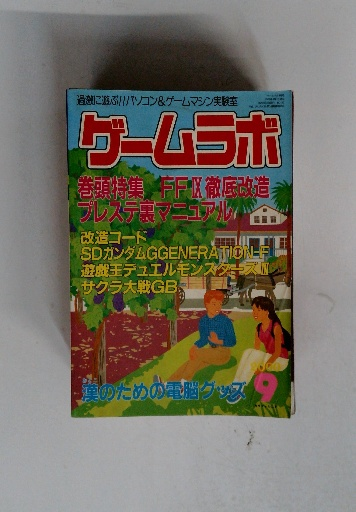 過激に遊ぶ!!パソコン&ゲームマシン実験室
ゲームラボ
巻頭特集 FFⅨ徹底改造
プレステ裏マニュアル
改造コード
SDガンダムGGENERATION-F
遊戯王デュエルモンスターズⅣ
サクラ大戦GB
漢のための電脳グッズ
9